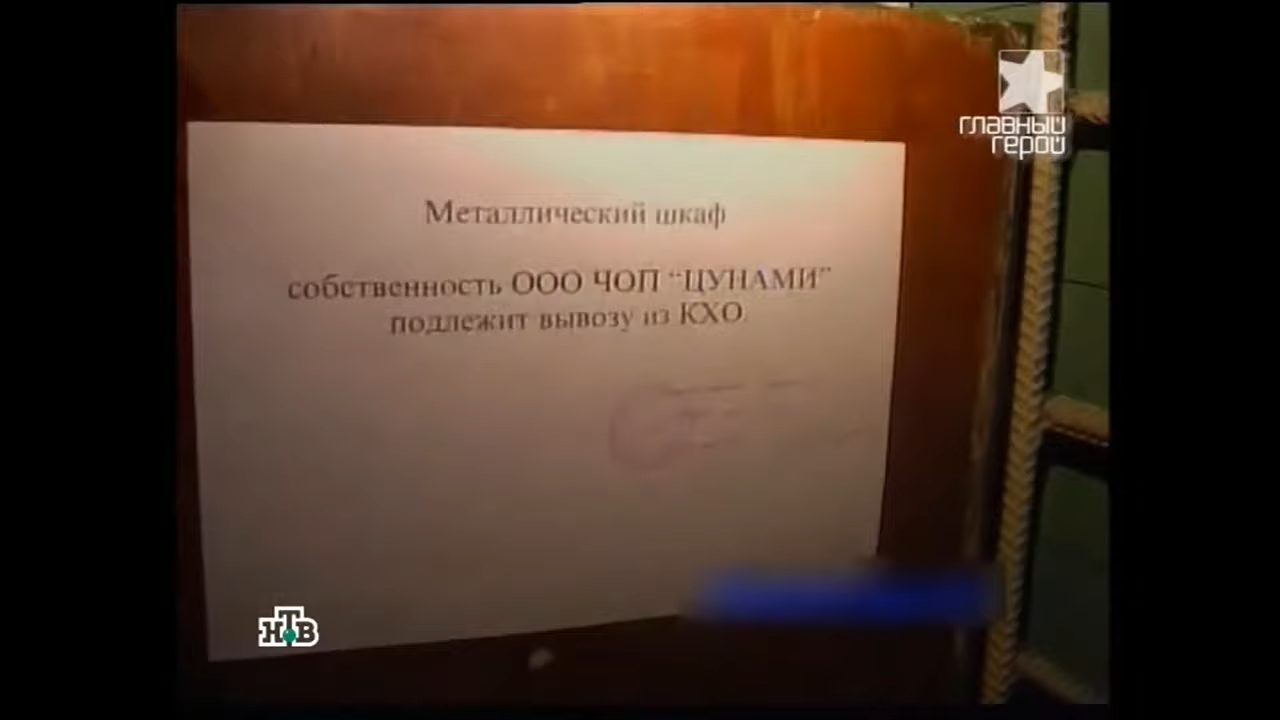 главный
герой
Металлический шкаф
собственность ООО ЧОП “ЦУНАМИ”
подлежит вывозу из КХО
НТВ